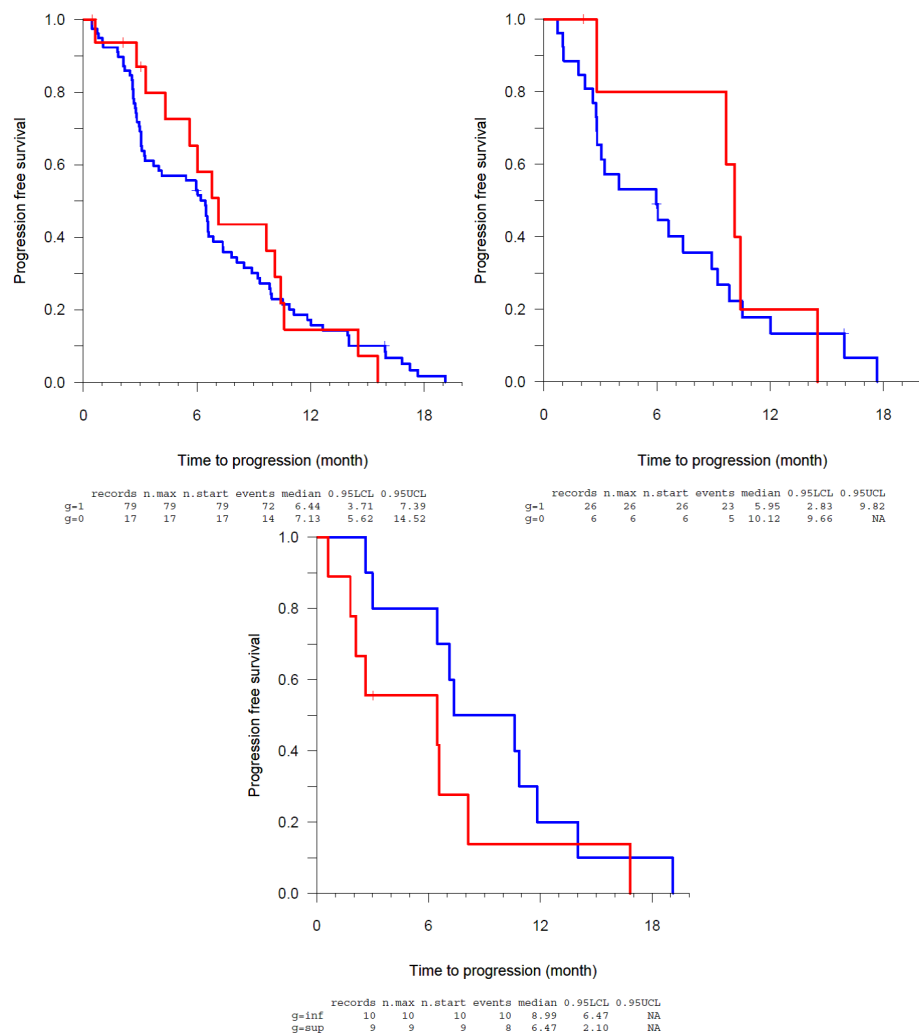 1.0
0.8
0.6
0.4
0.2
0.0
Progression free survival
0 6 12 18
Time to progression (month)
records n.max n.start events median 0.95LCL 0.95UCL
g=1 79 79 79 72 6.44 3.71 7.39
g=0 17 17 17 14 7.13 5.62 14.52
1.0
0.8
0.6
0.4
0.2
0.0
Progression free survival
0 6 12 18
Time to progression (month)
records n.max n.start events median 0.95LCL 0.95UCL
g=1 26 26 26 23 5.95 2.83 9.82
g=0 6 6 6 5 10.12 9.66 NA
1.0
0.8
0.6
0.4
0.2
0.0
Progression free survival
0 6 12 18
Time to progression (month)
records n.max n.start events median 0.95LCL 0.95UCL
g=inf 10 10 10 10 8.99 6.47 NA
g=sup 9 9 9 8 6.47 2.10 NA